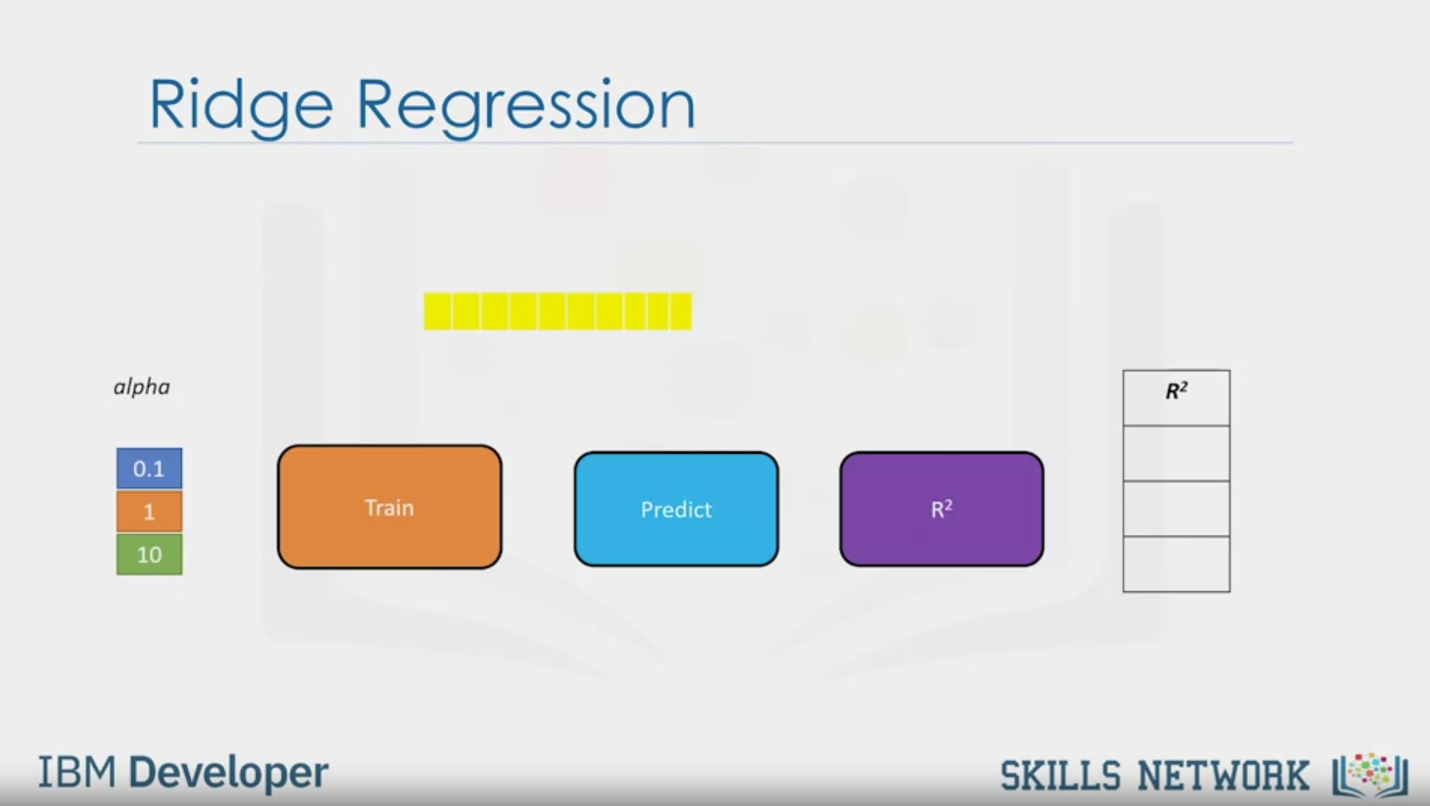 Ridge Regression
alpha
0.1
1
10
Train
Predict
R²
R²
IBM Developer
SKILLS NETWORK